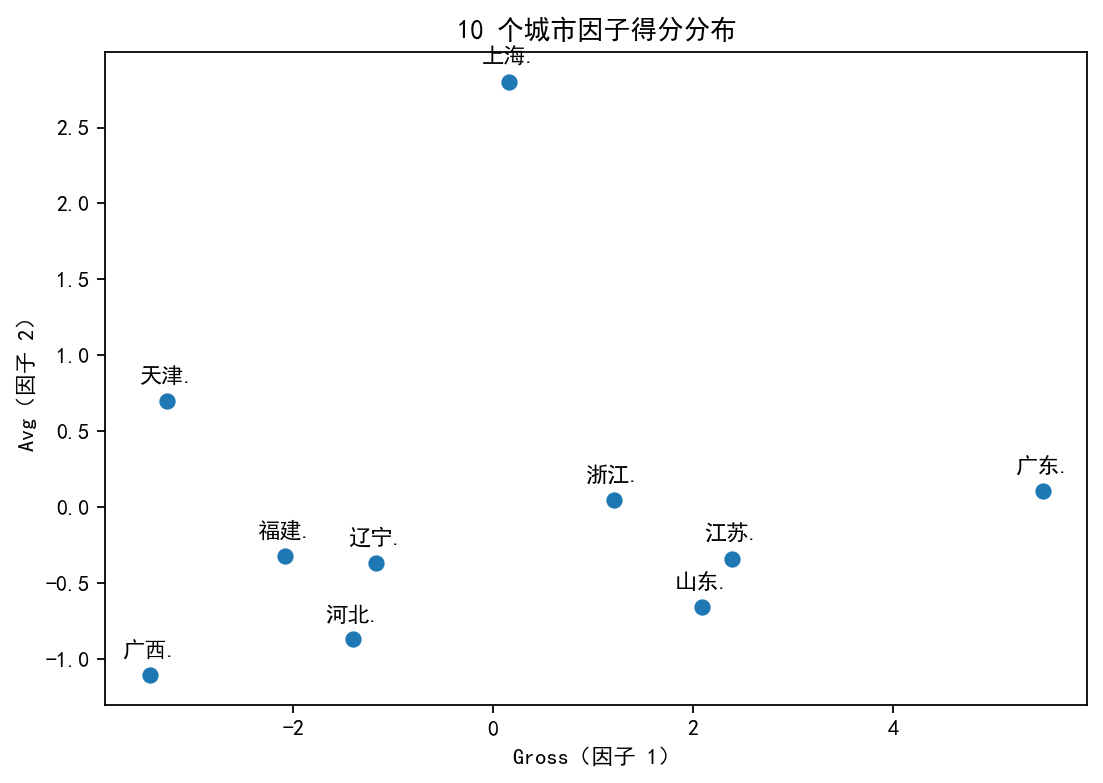 10 个城市因子得分分布
上海.
2.5
2.0
1.5
1.0
天津.
0.5
浙江.
广东.
0.0
福建.
辽宁.
江苏.
−0.5
山东.
河北.
广西.
−1.0
−2
0
2
4
Avg（因子 2）
Gross（因子 1）